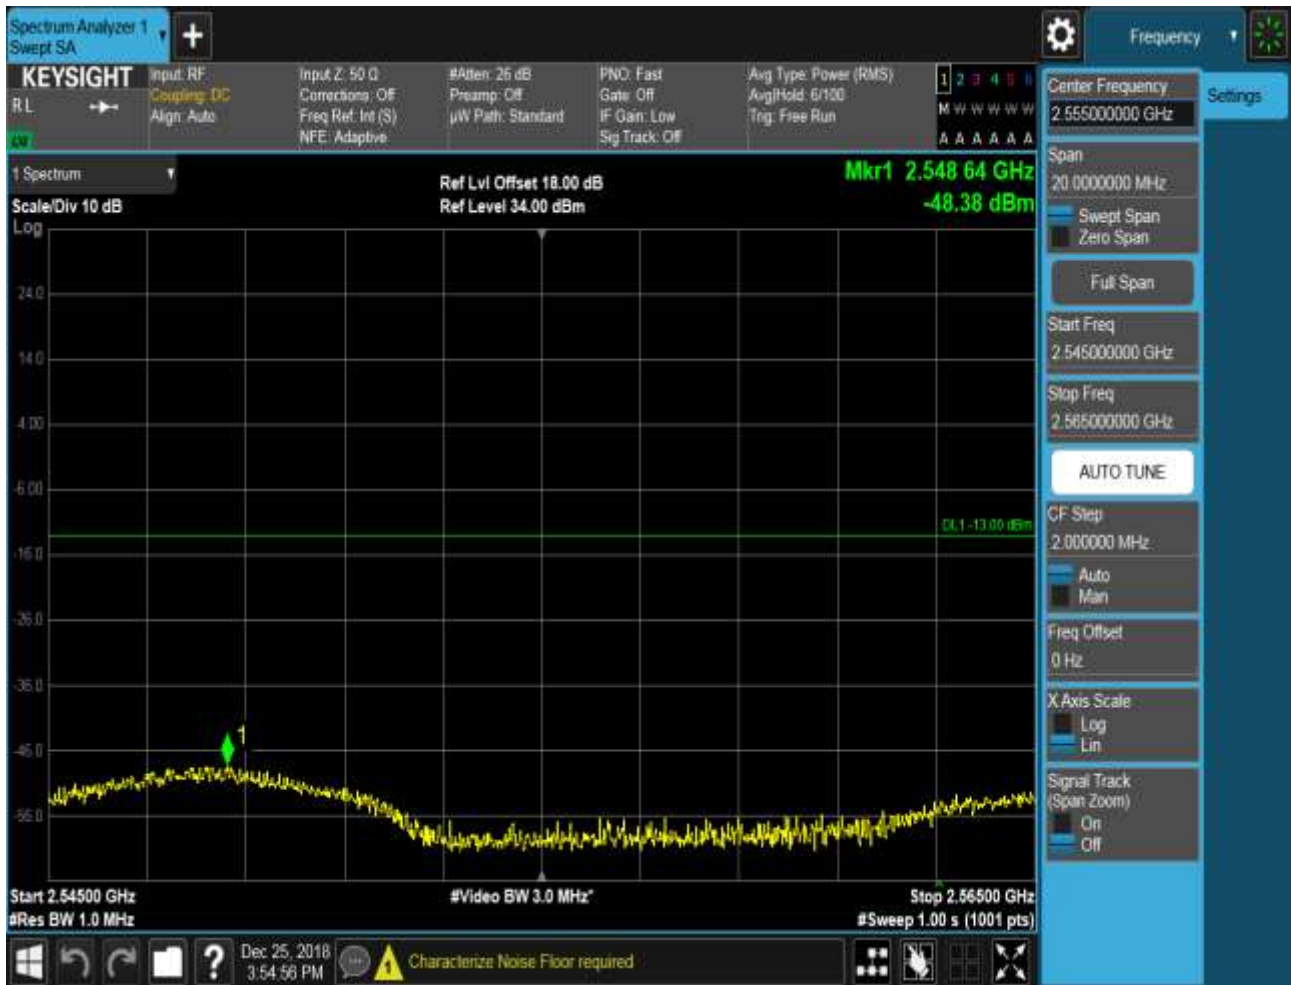 Spectrum Analyzer 1
Swept SA
+
Frequency
KEYSIGHT
R L
Input: RF
Coupling: DC
Align: Auto
Input Z: 50 Ω
Corrections: Off
Freq Ref: Int (S)
NFE: Adaptive
#Atten: 26 dB
Preamp: Off
µW Path: Standard
PNO: Fast
Gate: Off
IF Gain: Low
Sig Track: Off
Avg Type: Power (RMS)
Avg|Hold: 6/100
Trig: Free Run
1 2 3 4 5 6
M W W W W W
A A A A A A
1 Spectrum
Scale/Div 10 dB
Log
Ref Lvl Offset 18.00 dB
Ref Level 34.00 dBm
Mkr1 2.548 64 GHz
-48.38 dBm
24.0
14.0
4.00
-6.00
-16.0
-26.0
-36.0
-46.0
-56.0
DL1 -13.00 dBm
1
Start 2.54500 GHz
#Res BW 1.0 MHz
#Video BW 3.0 MHz*
Stop 2.56500 GHz
#Sweep 1.00 s (1001 pts)
Center Frequency
2.555000000 GHz
Settings
Span
20.0000000 MHz
Swept Span
Zero Span
Full Span
Start Freq
2.545000000 GHz
Stop Freq
2.565000000 GHz
AUTO TUNE
CF Step
2.000000 MHz
Auto
Man
Freq Offset
0 Hz
X Axis Scale
Log
Lin
Signal Track
(Span Zoom)
On
Off
?
Dec 25, 2018
3:54:56 PM
1
Characterize Noise Floor required